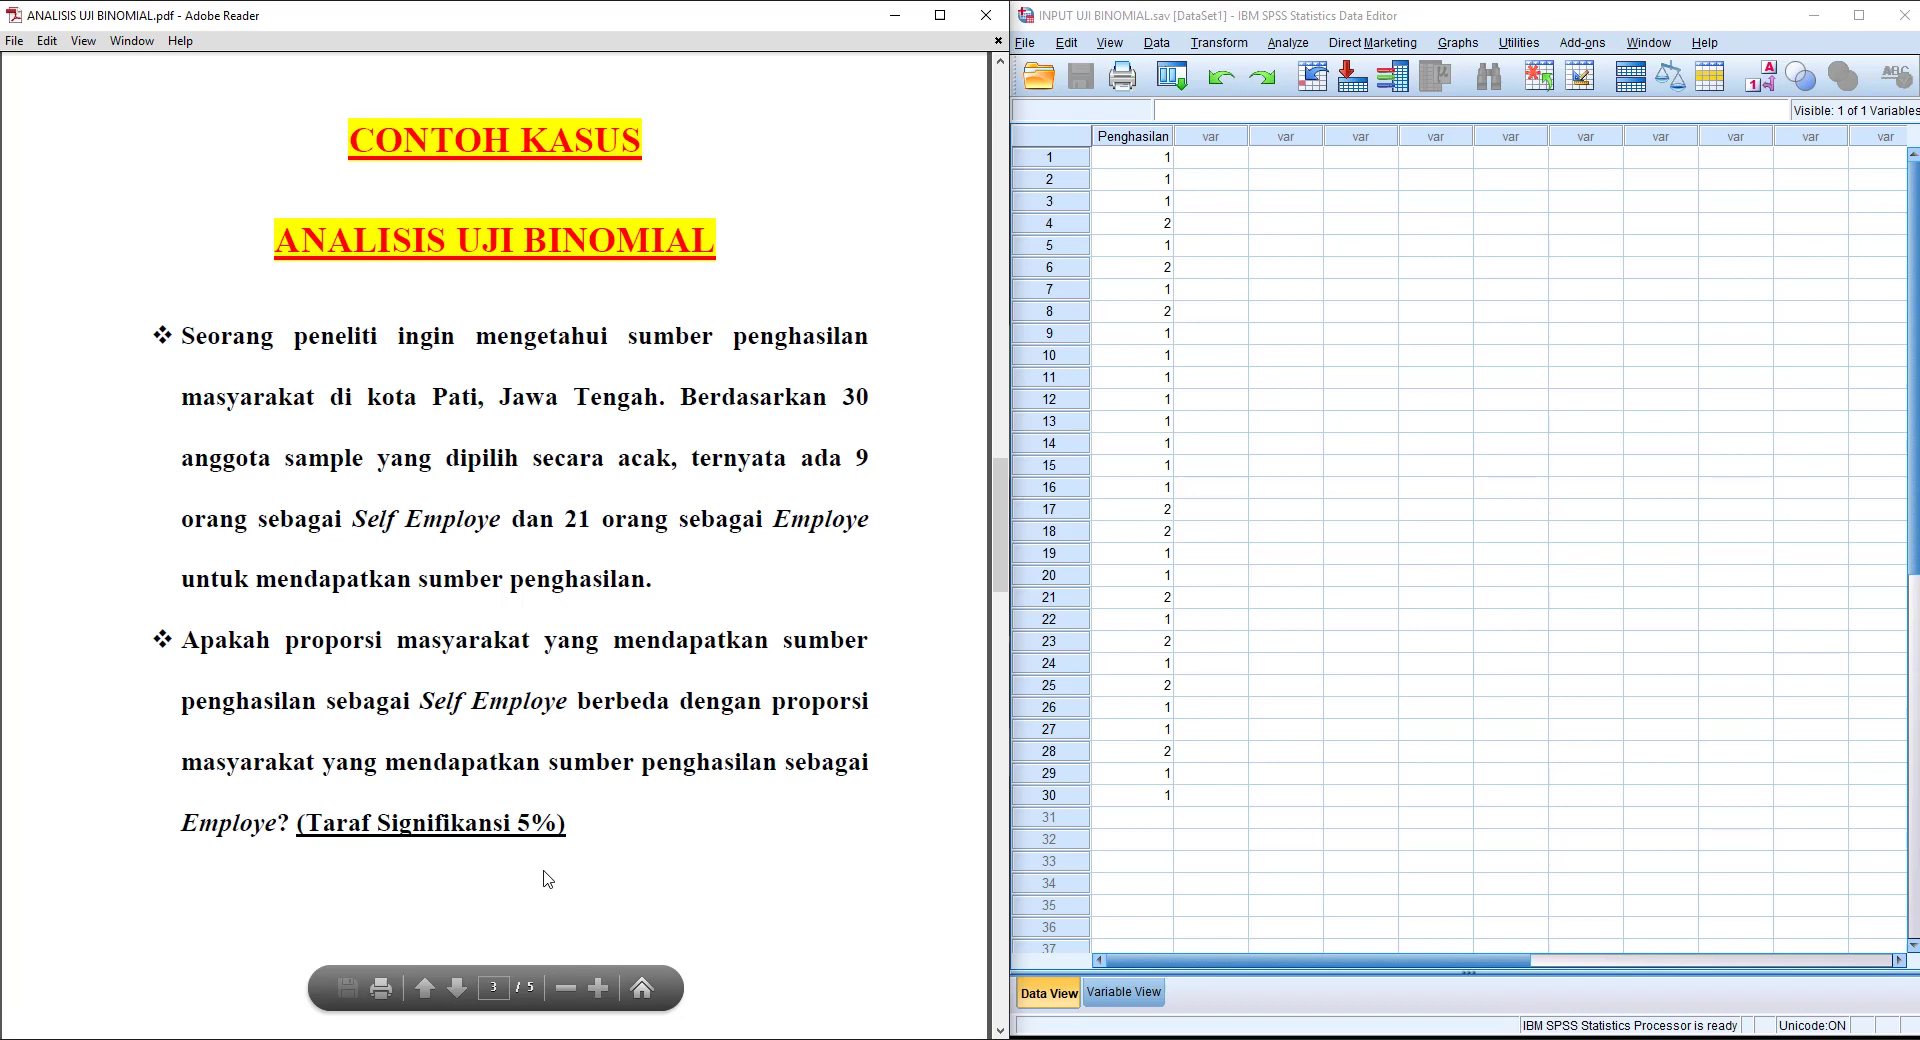 ANALISIS UJI BINOMIAL.pdf - Adobe Reader
File Edit View Window Help
CONTOH KASUS
ANALISIS UJI BINOMIAL
❖ Seorang peneliti ingin mengetahui sumber penghasilan
masyarakat di kota Pati, Jawa Tengah. Berdasarkan 30
anggota sample yang dipilih secara acak, ternyata ada 9
orang sebagai Self Employe dan 21 orang sebagai Employe
untuk mendapatkan sumber penghasilan.
❖ Apakah proporsi masyarakat yang mendapatkan sumber
penghasilan sebagai Self Employe berbeda dengan proporsi
masyarakat yang mendapatkan sumber penghasilan sebagai
Employe? (Taraf Signifikansi 5%)
3 / 5
INPUT UJI BINOMIAL.sav [DataSet1] - IBM SPSS Statistics Data Editor
File Edit View Data Transform Analyze Direct Marketing Graphs Utilities Add-ons Window Help
Visible: 1 of 1 Variables
Penghasilan var var var var var var var var var var
1 1
2 1
3 1
4 2
5 1
6 2
7 1
8 2
9 1
10 1
11 1
12 1
13 1
14 1
15 1
16 1
17 2
18 2
19 1
20 1
21 2
22 1
23 2
24 1
25 2
26 1
27 1
28 2
29 1
30 1
31
32
33
34
35
36
37
Data View Variable View
IBM SPSS Statistics Processor is ready Unicode:ON